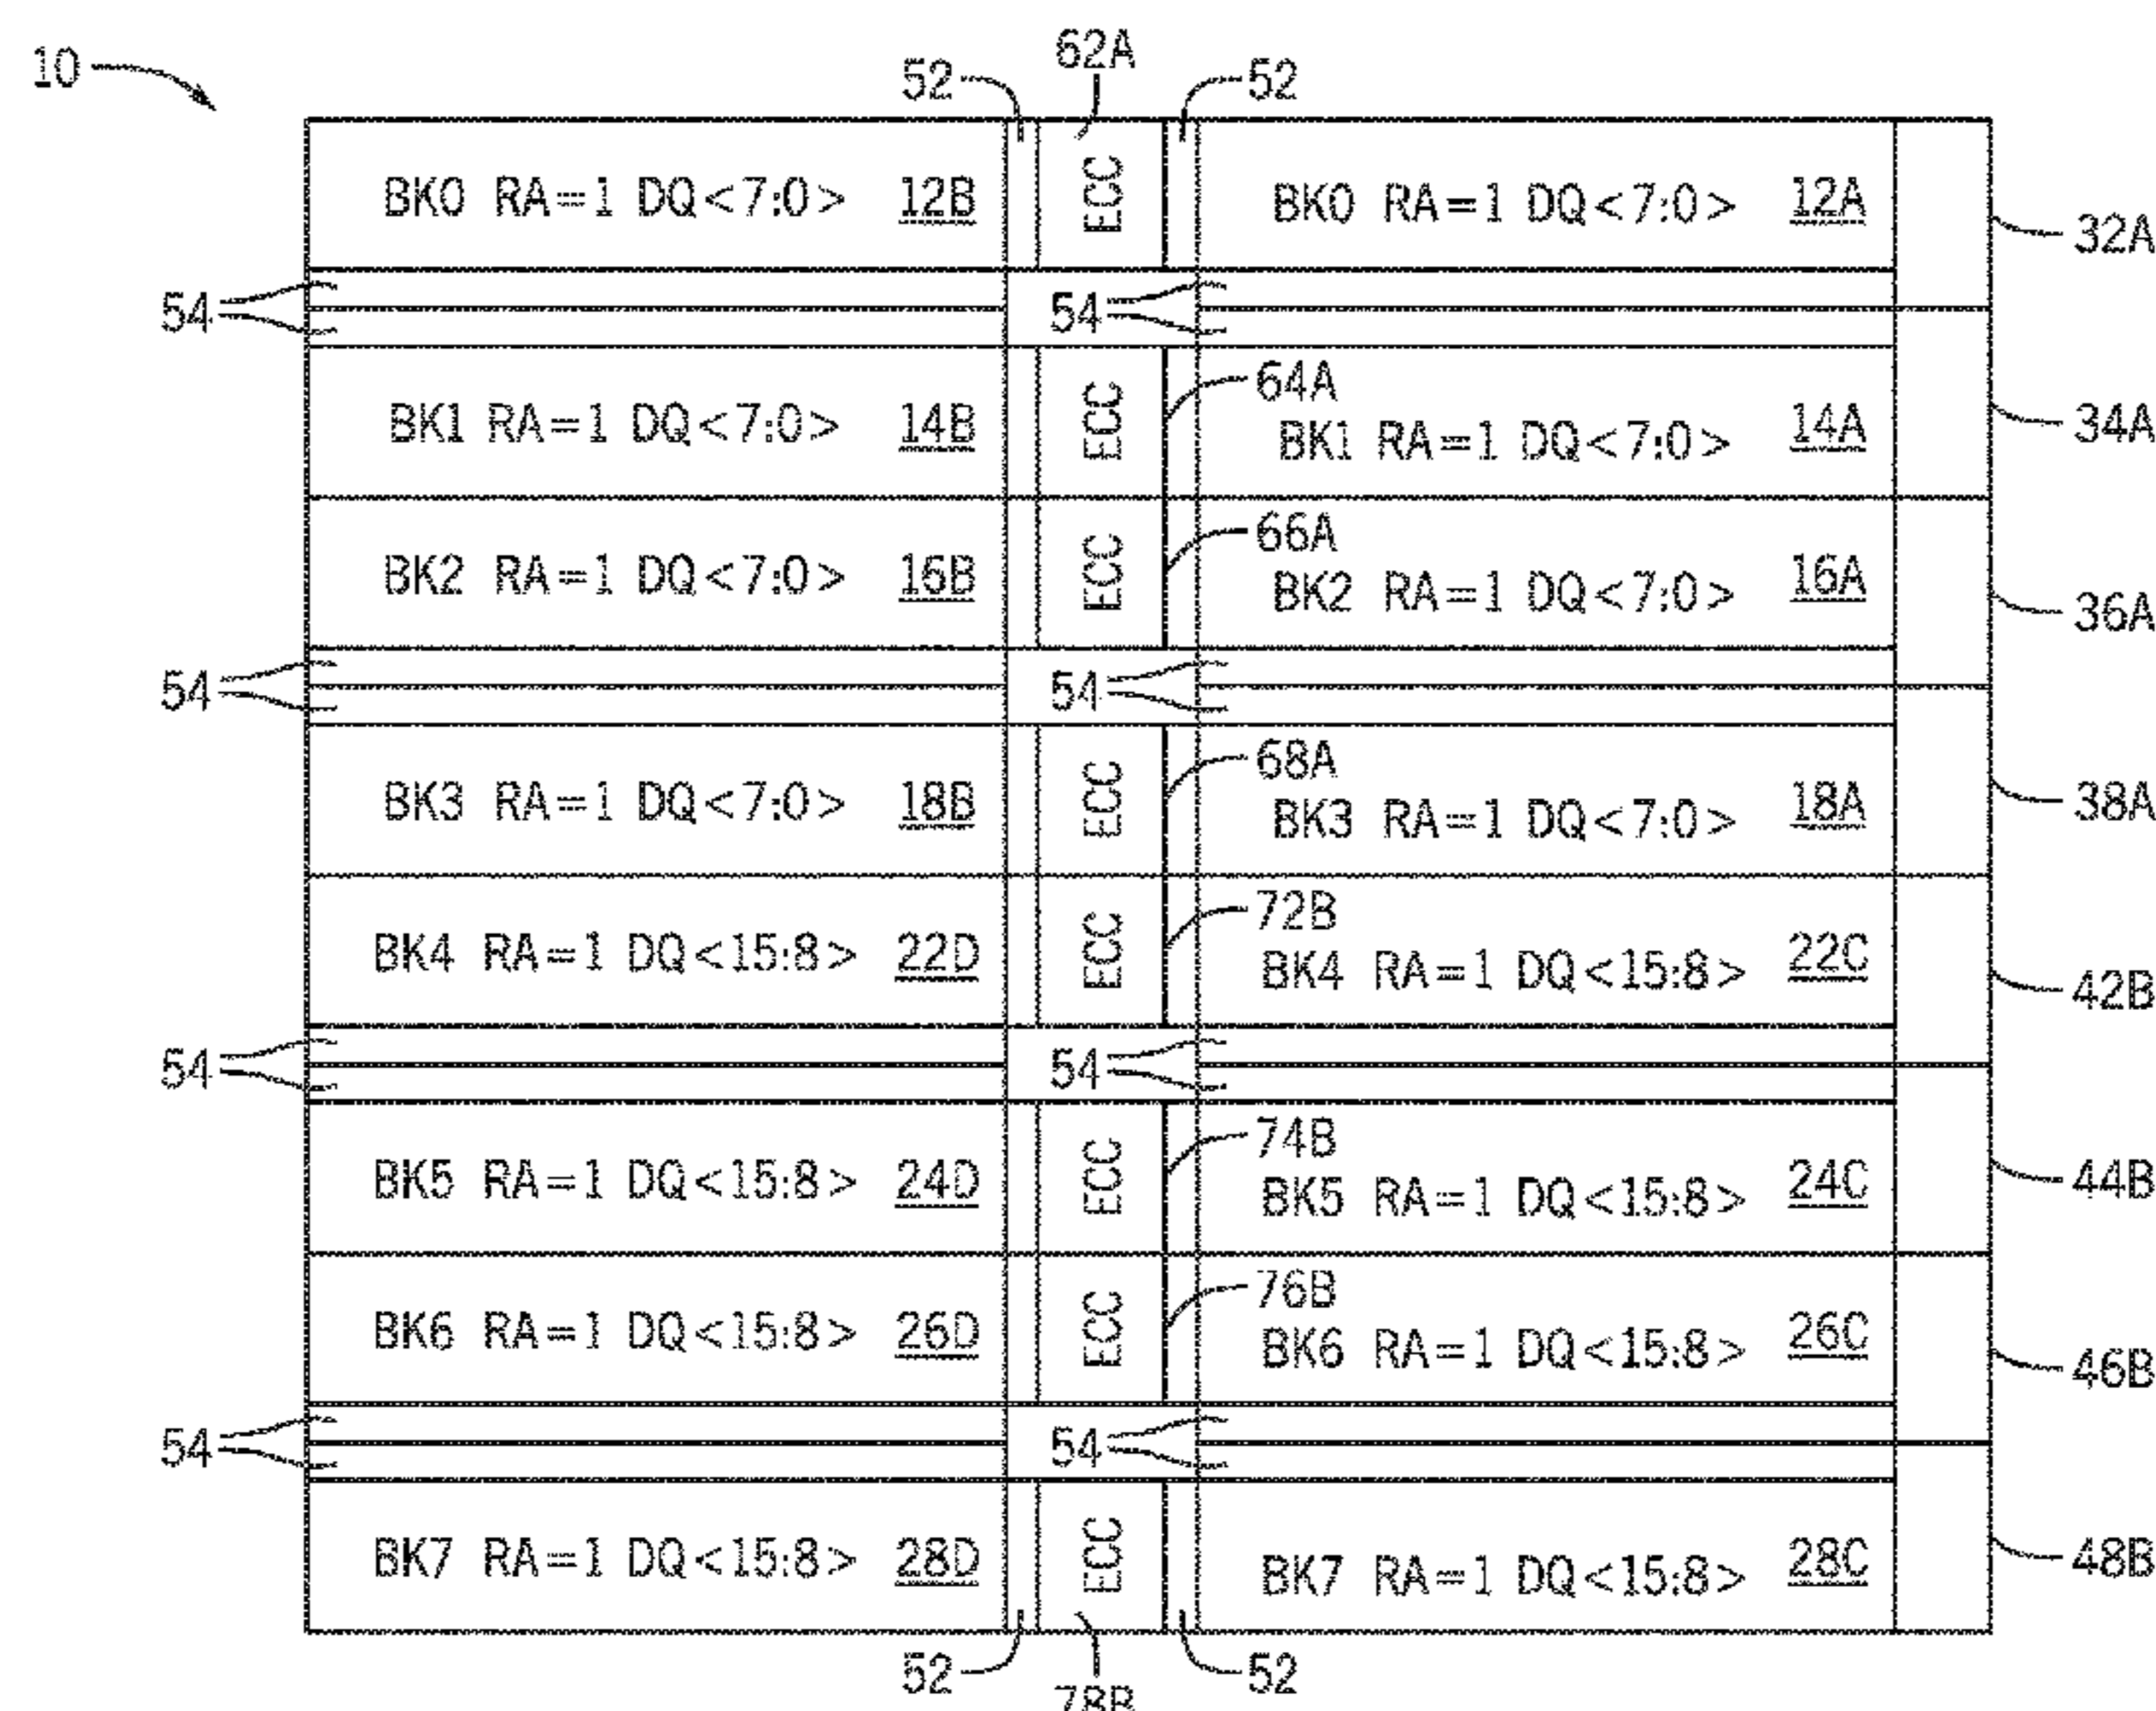 10
52
62A
52
BK0 RA=1 DQ<7:0> 12B
ECC
BK0 RA=1 DQ<7:0> 12A
32A
54
54
BK1 RA=1 DQ<7:0> 14B
ECC
64A
BK1 RA=1 DQ<7:0> 14A
34A
BK2 RA=1 DQ<7:0> 16B
ECC
66A
BK2 RA=1 DQ<7:0> 16A
36A
54
54
BK3 RA=1 DQ<7:0> 18B
ECC
68A
BK3 RA=1 DQ<7:0> 18A
38A
BK4 RA=1 DQ<15:8> 22D
ECC
72B
BK4 RA=1 DQ<15:8> 22C
42B
54
54
BK5 RA=1 DQ<15:8> 24D
ECC
74B
BK5 RA=1 DQ<15:8> 24C
44B
BK6 RA=1 DQ<15:8> 26D
ECC
76B
BK6 RA=1 DQ<15:8> 26C
46B
54
54
BK7 RA=1 DQ<15:8> 28D
ECC
BK7 RA=1 DQ<15:8> 28C
48B
52
78B
52